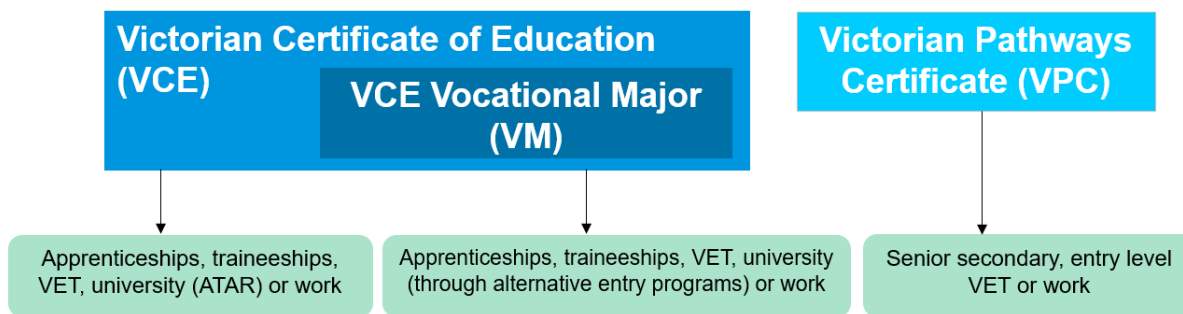 Victorian Certificate of Education
(VCE)
VCE Vocational Major
(VM)
Victorian Pathways
Certificate (VPC)
Apprenticeships, traineeships,
VET, university (ATAR) or work
Apprenticeships, traineeships, VET, university
(through alternative entry programs) or work
Senior secondary, entry level
VET or work